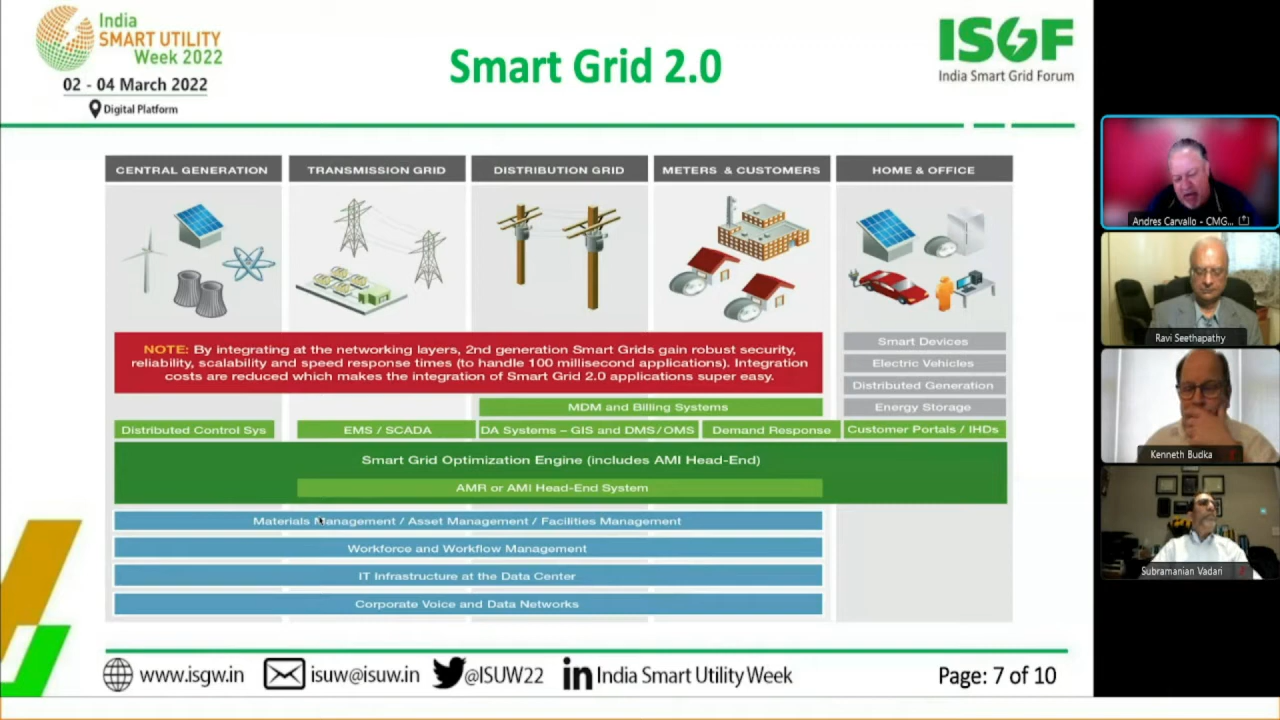 India
SMART UTILITY
Week 2022
02 - 04 March 2022
Digital Platform
Smart Grid 2.0
ISGF
India Smart Grid Forum
CENTRAL GENERATION
TRANSMISSION GRID
DISTRIBUTION GRID
METERS & CUSTOMERS
HOME & OFFICE
NOTE: By integrating at the networking layers, 2nd generation Smart Grids gain robust security,
reliability, scalability and speed response times (to handle 100 millisecond applications). Integration
costs are reduced which makes the integration of Smart Grid 2.0 applications super easy.
Smart Devices
Electric Vehicles
Distributed Generation
Energy Storage
MDM and Billing Systems
Distributed Control Sys
EMS / SCADA
DA Systems – GIS and DMS/OMS
Demand Response
Customer Portals / IHDs
Smart Grid Optimization Engine (includes AMI Head-End)
AMR or AMI Head-End System
Materials Management / Asset Management / Facilities Management
Workforce and Workflow Management
IT Infrastructure at the Data Center
Corporate Voice and Data Networks
www.isgw.in
isuw@isuw.in
@ISUW22
in India Smart Utility Week
Page: 7 of 10
Andres Carvallo - CMG...
Ravi Seethapathy
Kenneth Budka
Subramanian Vadari